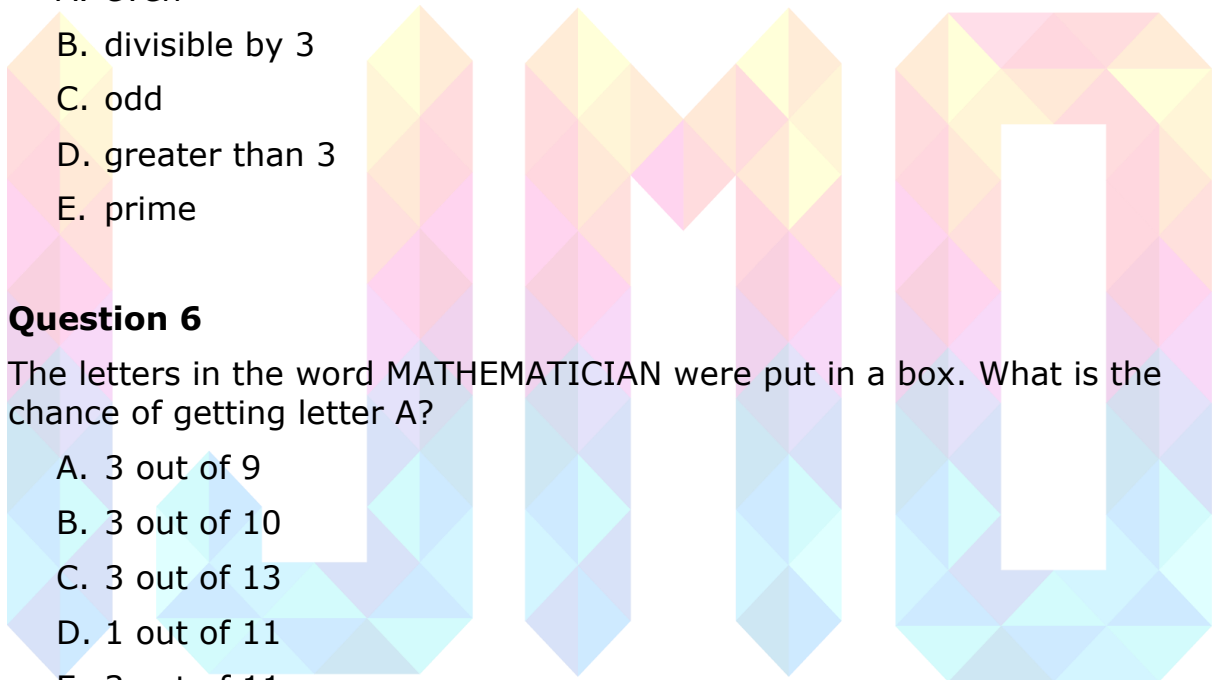 B. divisible by 3
C. odd
D. greater than 3
E. prime
Question 6
The letters in the word MATHEMATICIAN were put in a box. What is the
chance of getting letter A?
A. 3 out of 9
B. 3 out of 10
C. 3 out of 13
D. 1 out of 11